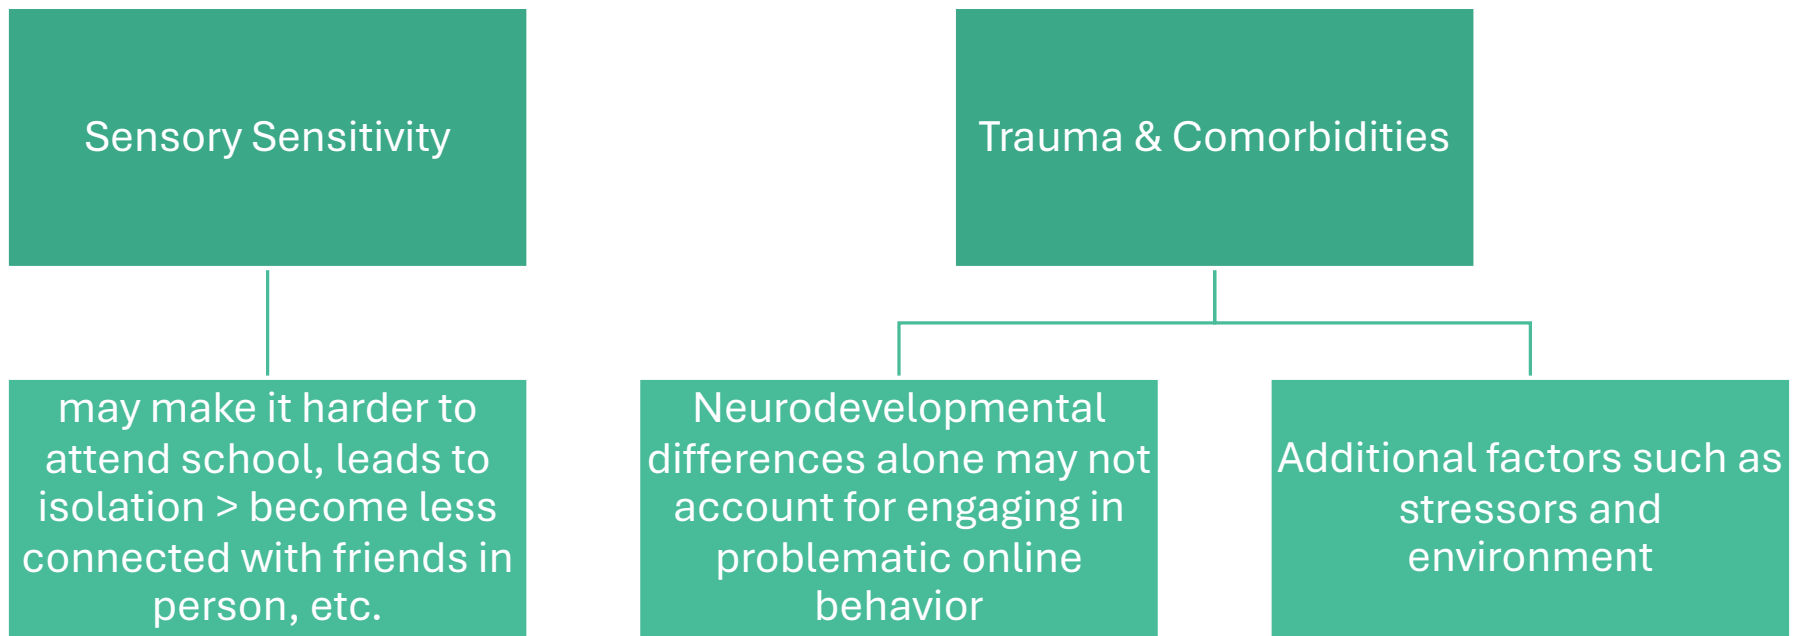 Sensory Sensitivity
Trauma & Comorbidities
may make it harder to
attend school, leads to
isolation > become less
connected with friends in
person, etc.
Neurodevelopmental
differences alone may not
account for engaging in
problematic online
behavior
Additional factors such as
stressors and
environment